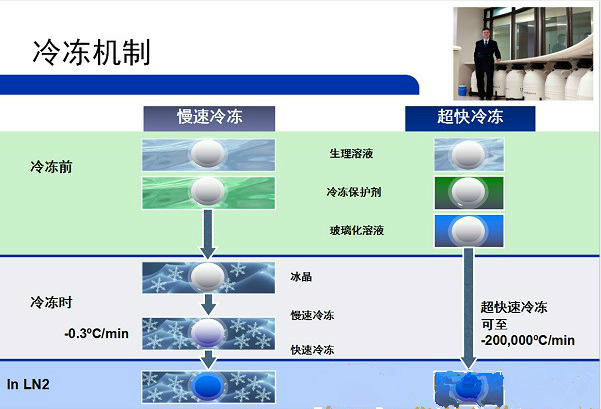 冷冻机制
慢速冷冻
超快冷冻
冷冻前
生理溶液
冷冻保护剂
玻璃化溶液
冷冻时
-0.3ºC/min
冰晶
慢速冷冻
快速冷冻
超快速冷冻
可至
-200,000ºC/min
In LN2